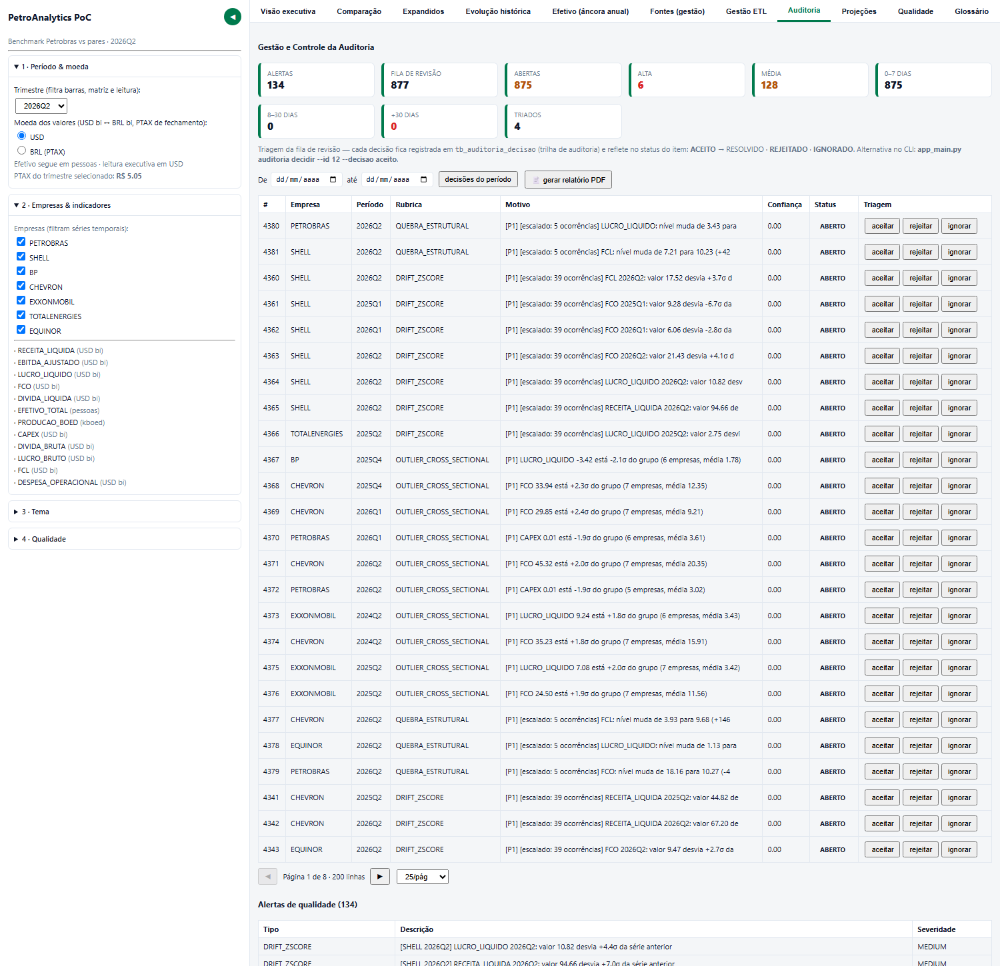 PetroAnalytics PoC
◀
Benchmark Petrobras vs pares · 2026Q2
▼ 1 · Período & moeda
Trimestre (filtra barras, matriz e leitura):
2026Q2
Moeda dos valores (USD bi ↔ BRL bi, PTAX de fechamento):
USD
BRL (PTAX)
Efetivo segue em pessoas · leitura executiva em USD
PTAX do trimestre selecionado: R$ 5.05
▼ 2 · Empresas & indicadores
Empresas (filtram séries temporais):
PETROBRAS
SHELL
BP
CHEVRON
EXXONMOBIL
TOTALENERGIES
EQUINOR
· RECEITA_LIQUIDA (USD bi)
· EBITDA_AJUSTADO (USD bi)
· LUCRO_LIQUIDO (USD bi)
· FCO (USD bi)
· DIVIDA_LIQUIDA (USD bi)
· EFETIVO_TOTAL (pessoas)
· PRODUCAO_BOED (kboed)
· CAPEX (USD bi)
· DIVIDA_BRUTA (USD bi)
· LUCRO_BRUTO (USD bi)
· FCL (USD bi)
· DESPESA_OPERACIONAL (USD bi)
▶ 3 · Tema
▶ 4 · Qualidade
Visão executiva Comparação Expandidos Evolução histórica Efetivo (âncora anual) Fontes (gestão) Gestão ETL Auditoria Projeções Qualidade Glossário
Gestão e Controle da Auditoria
ALERTAS FILA DE REVISÃO ABERTAS ALTA MÉDIA 0–7 DIAS
134 877 875 6 128 875
8–30 DIAS +30 DIAS TRIADOS
0 0 4
Triagem da fila de revisão — cada decisão fica registrada em tb_auditoria_decisao (trilha de auditoria) e reflete no status do item: ACEITO → RESOLVIDO · REJEITADO · IGNORADO. Alternativa no CLI: app_main.py
auditoria decidir --id 12 --decisao aceito.
De dd/mm/aaaa até dd/mm/aaaa decisões do período gerar relatório PDF
# Empresa Período Rubrica Motivo Confiança Status Triagem
4380 PETROBRAS 2026Q2 QUEBRA_ESTRUTURAL [P1] [escalado: 5 ocorrências] LUCRO_LIQUIDO: nível muda de 3.43 para 0.00 ABERTO aceitar rejeitar ignorar
4381 SHELL 2026Q2 QUEBRA_ESTRUTURAL [P1] [escalado: 5 ocorrências] FCL: nível muda de 7.21 para 10.23 (+42 0.00 ABERTO aceitar rejeitar ignorar
4360 SHELL 2026Q2 DRIFT_ZSCORE [P1] [escalado: 39 ocorrências] FCL 2026Q2: valor 17.52 desvia +3.7σ d 0.00 ABERTO aceitar rejeitar ignorar
4361 SHELL 2025Q1 DRIFT_ZSCORE [P1] [escalado: 39 ocorrências] FCO 2025Q1: valor 9.28 desvia -6.7σ da 0.00 ABERTO aceitar rejeitar ignorar
4362 SHELL 2026Q1 DRIFT_ZSCORE [P1] [escalado: 39 ocorrências] FCO 2026Q1: valor 6.06 desvia -2.8σ da 0.00 ABERTO aceitar rejeitar ignorar
4363 SHELL 2026Q2 DRIFT_ZSCORE [P1] [escalado: 39 ocorrências] FCO 2026Q2: valor 21.43 desvia +4.1σ d 0.00 ABERTO aceitar rejeitar ignorar
4364 SHELL 2026Q2 DRIFT_ZSCORE [P1] [escalado: 39 ocorrências] LUCRO_LIQUIDO 2026Q2: valor 10.82 desv 0.00 ABERTO aceitar rejeitar ignorar
4365 SHELL 2026Q2 DRIFT_ZSCORE [P1] [escalado: 39 ocorrências] RECEITA_LIQUIDA 2026Q2: valor 94.66 de 0.00 ABERTO aceitar rejeitar ignorar
4366 TOTALENERGIES 2025Q2 DRIFT_ZSCORE [P1] [escalado: 39 ocorrências] LUCRO_LIQUIDO 2025Q2: valor 2.75 desvi 0.00 ABERTO aceitar rejeitar ignorar
4367 BP 2025Q4 OUTLIER_CROSS_SECTIONAL [P1] LUCRO_LIQUIDO -3.42 está -2.1σ do grupo (6 empresas, média 1.78) 0.00 ABERTO aceitar rejeitar ignorar
4368 CHEVRON 2025Q4 OUTLIER_CROSS_SECTIONAL [P1] FCO 33.94 está +2.3σ do grupo (7 empresas, média 12.35) 0.00 ABERTO aceitar rejeitar ignorar
4369 CHEVRON 2026Q1 OUTLIER_CROSS_SECTIONAL [P1] FCO 29.85 está +2.4σ do grupo (7 empresas, média 9.21) 0.00 ABERTO aceitar rejeitar ignorar
4370 PETROBRAS 2026Q1 OUTLIER_CROSS_SECTIONAL [P1] CAPEX 0.01 está -1.9σ do grupo (6 empresas, média 3.61) 0.00 ABERTO aceitar rejeitar ignorar
4371 CHEVRON 2026Q2 OUTLIER_CROSS_SECTIONAL [P1] FCO 45.32 está +2.0σ do grupo (7 empresas, média 20.35) 0.00 ABERTO aceitar rejeitar ignorar
4372 PETROBRAS 2026Q2 OUTLIER_CROSS_SECTIONAL [P1] CAPEX 0.01 está -1.9σ do grupo (5 empresas, média 3.02) 0.00 ABERTO aceitar rejeitar ignorar
4373 EXXONMOBIL 2024Q2 OUTLIER_CROSS_SECTIONAL [P1] LUCRO_LIQUIDO 9.24 está +1.8σ do grupo (6 empresas, média 3.43) 0.00 ABERTO aceitar rejeitar ignorar
4374 CHEVRON 2024Q2 OUTLIER_CROSS_SECTIONAL [P1] FCO 35.23 está +1.8σ do grupo (7 empresas, média 15.91) 0.00 ABERTO aceitar rejeitar ignorar
4375 EXXONMOBIL 2025Q2 OUTLIER_CROSS_SECTIONAL [P1] LUCRO_LIQUIDO 7.08 está +2.0σ do grupo (7 empresas, média 3.42) 0.00 ABERTO aceitar rejeitar ignorar
4376 EXXONMOBIL 2025Q2 OUTLIER_CROSS_SECTIONAL [P1] FCO 24.50 está +1.9σ do grupo (7 empresas, média 11.56) 0.00 ABERTO aceitar rejeitar ignorar
4377 CHEVRON 2026Q2 QUEBRA_ESTRUTURAL [P1] [escalado: 5 ocorrências] FCL: nível muda de 3.93 para 9.68 (+146 0.00 ABERTO aceitar rejeitar ignorar
4378 EQUINOR 2026Q2 QUEBRA_ESTRUTURAL [P1] [escalado: 5 ocorrências] LUCRO_LIQUIDO: nível muda de 1.13 para 0.00 ABERTO aceitar rejeitar ignorar
4379 PETROBRAS 2026Q2 QUEBRA_ESTRUTURAL [P1] [escalado: 5 ocorrências] FCO: nível muda de 18.16 para 10.27 (-4 0.00 ABERTO aceitar rejeitar ignorar
4341 CHEVRON 2025Q2 DRIFT_ZSCORE [P1] [escalado: 39 ocorrências] RECEITA_LIQUIDA 2025Q2: valor 44.82 de 0.00 ABERTO aceitar rejeitar ignorar
4342 CHEVRON 2026Q2 DRIFT_ZSCORE [P1] [escalado: 39 ocorrências] RECEITA_LIQUIDA 2026Q2: valor 67.20 de 0.00 ABERTO aceitar rejeitar ignorar
4343 EQUINOR 2026Q2 DRIFT_ZSCORE [P1] [escalado: 39 ocorrências] FCO 2026Q2: valor 9.47 desvia +2.7σ da 0.00 ABERTO aceitar rejeitar ignorar
◀ Página 1 de 8 · 200 linhas ▶ 25/pág
Alertas de qualidade (134)
Tipo Descrição Severidade
DRIFT_ZSCORE [SHELL 2026Q2] LUCRO_LIQUIDO 2026Q2: valor 10.82 desvia +4.4σ da série anterior MEDIUM
DRIFT_ZSCORE [SHELL 2026Q2] RECEITA_LIQUIDA 2026Q2: valor 94.66 desvia +7.0σ da série anterior MEDIUM